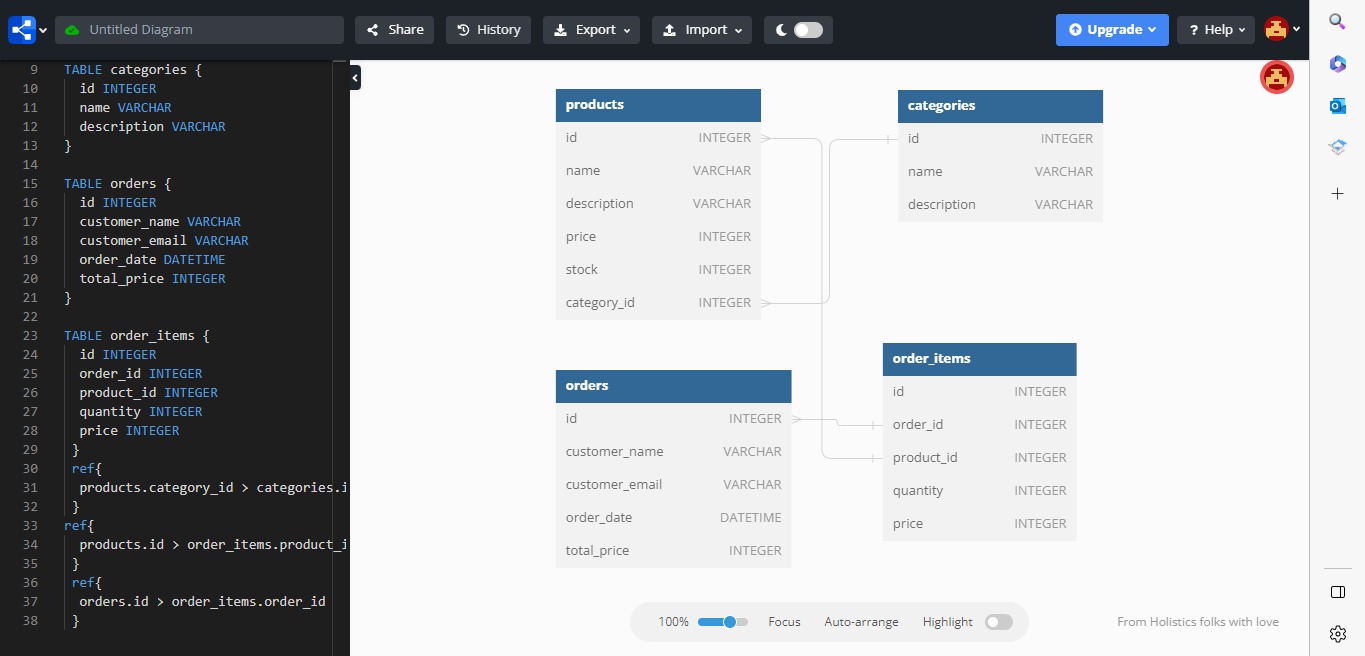 Untitled Diagram
Share
History
Export
Import
Upgrade
? Help
9 TABLE categories {
10 id INTEGER
11 name VARCHAR
12 description VARCHAR
13 }
14
15 TABLE orders {
16 id INTEGER
17 customer_name VARCHAR
18 customer_email VARCHAR
19 order_date DATETIME
20 total_price INTEGER
21 }
22
23 TABLE order_items {
24 id INTEGER
25 order_id INTEGER
26 product_id INTEGER
27 quantity INTEGER
28 price INTEGER
29 }
30 ref{
31 products.category_id > categories.i
32 }
33 ref{
34 products.id > order_items.product_i
35 }
36 ref{
37 orders.id > order_items.order_id
38 }
products
id INTEGER
name VARCHAR
description VARCHAR
price INTEGER
stock INTEGER
category_id INTEGER
categories
id INTEGER
name VARCHAR
description VARCHAR
orders
id INTEGER
customer_name VARCHAR
customer_email VARCHAR
order_date DATETIME
total_price INTEGER
order_items
id INTEGER
order_id INTEGER
product_id INTEGER
quantity INTEGER
price INTEGER
100%
Focus
Auto-arrange
Highlight
From Holistics folks with love